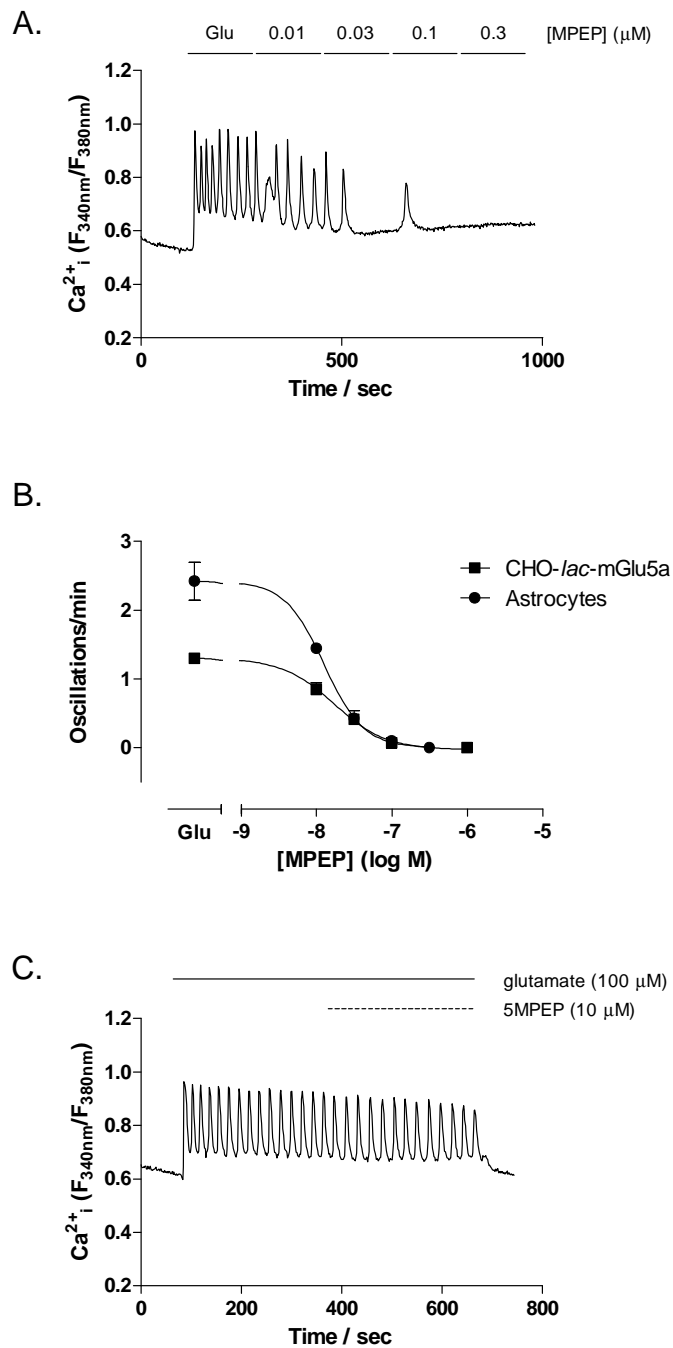 A.
Glu 0.01 0.03 0.1 0.3 [MPEP] (μM)
1.2
1.0
0.8
0.6
0.4
0.2
Ca²⁺ᵢ (F340nm/F380nm)
0 500 1000
Time / sec
B.
3
2
1
0
Oscillations/min
CHO-lac-mGlu5a
Astrocytes
Glu -9 -8 -7 -6 -5
[MPEP] (log M)
C.
glutamate (100 μM)
5MPEP (10 μM)
1.2
1.0
0.8
0.6
0.4
0.2
Ca²⁺ᵢ (F340nm/F380nm)
0 200 400 600 800
Time / sec